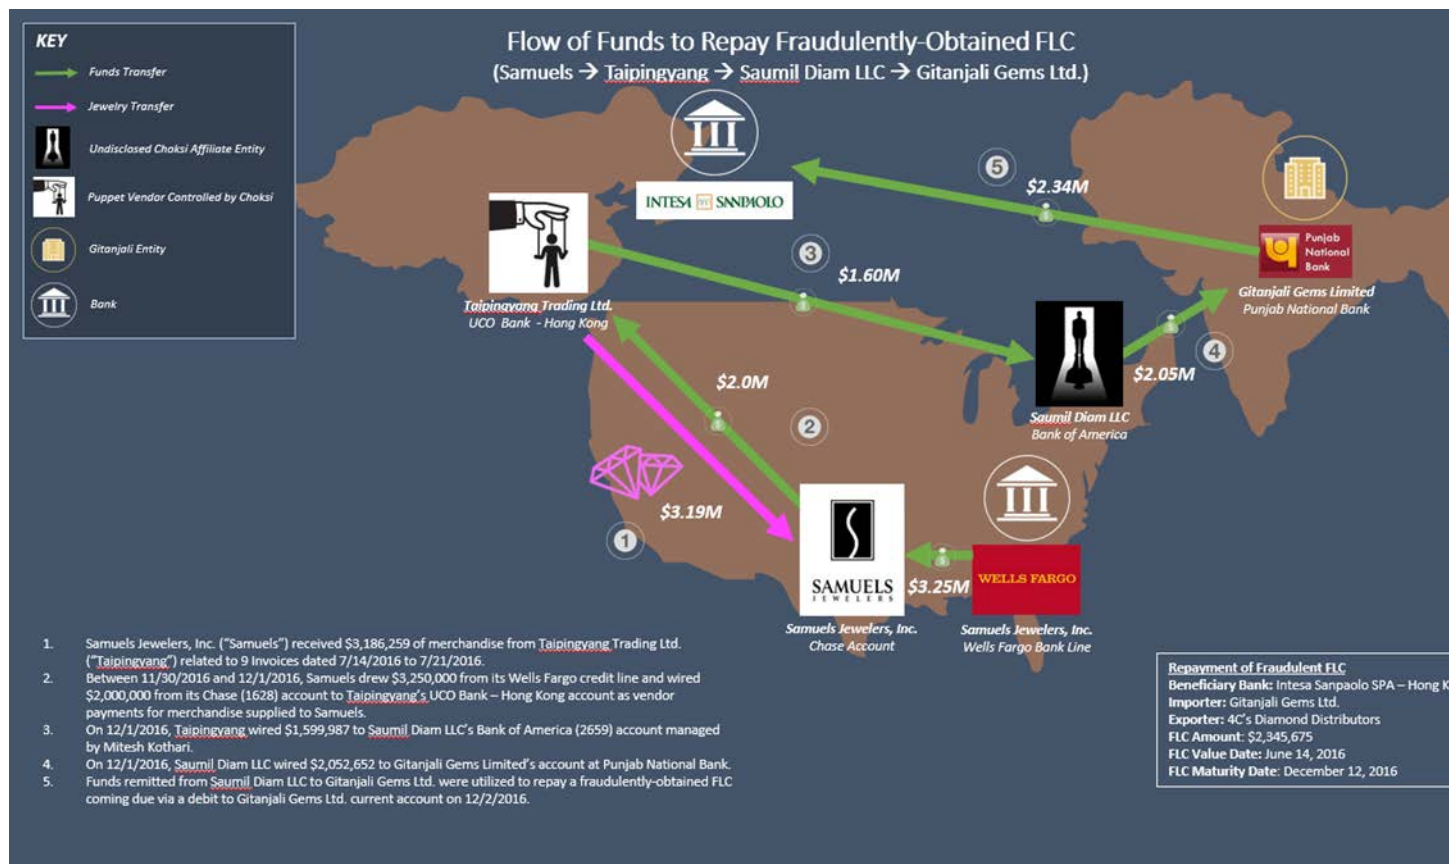 KEY
Funds Transfer
Jewelry Transfer
Undisclosed Choksi Affiliate Entity
Puppet Vendor Controlled by Choksi
Gitanjali Entity
Bank
Flow of Funds to Repay Fraudulently-Obtained FLC
(Samuels → Taipingyang → Saumil Diam LLC → Gitanjali Gems Ltd.)
INTESA SANPAOLO
5
$2.34M
Punjab
National
Bank
Gitanjali Gems Limited
Punjab National Bank
3
$1.60M
Taipingyang Trading Ltd.
UCO Bank - Hong Kong
4
$2.05M
Saumil Diam LLC
Bank of America
$2.0M
2
$3.19M
1
SAMUELS
JEWELERS
$3.25M
WELLS FARGO
Samuels Jewelers, Inc.
Chase Account
Samuels Jewelers, Inc.
Wells Fargo Bank Line
1. Samuels Jewelers, Inc. ("Samuels") received $3,186,259 of merchandise from Taipingyang Trading Ltd.
("Taipingyang") related to 9 Invoices dated 7/14/2016 to 7/21/2016.
2. Between 11/30/2016 and 12/1/2016, Samuels drew $3,250,000 from its Wells Fargo credit line and wired
$2,000,000 from its Chase (1628) account to Taipingyang's UCO Bank – Hong Kong account as vendor
payments for merchandise supplied to Samuels.
3. On 12/1/2016, Taipingyang wired $1,599,987 to Saumil Diam LLC's Bank of America (2659) account managed
by Mitesh Kothari.
4. On 12/1/2016, Saumil Diam LLC wired $2,052,652 to Gitanjali Gems Limited's account at Punjab National Bank.
5. Funds remitted from Saumil Diam LLC to Gitanjali Gems Ltd. were utilized to repay a fraudulently-obtained FLC
coming due via a debit to Gitanjali Gems Ltd. current account on 12/2/2016.
Repayment of Fraudulent FLC
Beneficiary Bank: Intesa Sanpaolo SPA – Hong K
Importer: Gitanjali Gems Ltd.
Exporter: 4C's Diamond Distributors
FLC Amount: $2,345,675
FLC Value Date: June 14, 2016
FLC Maturity Date: December 12, 2016